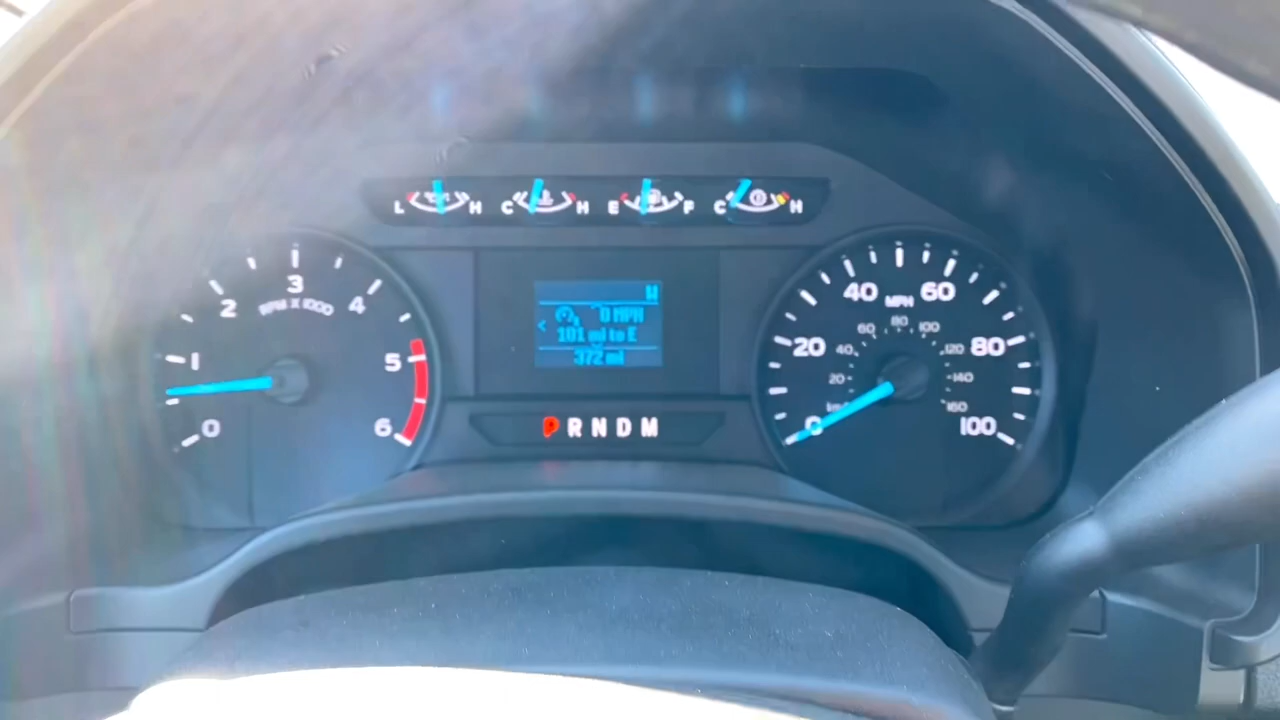 L H C H E F C H
0 1 2 3 4 5 6
RPM X 1000
W
0 MPH
101 mi to E
372 mi
P R N D M
0 20 40 60 80 100
MPH
km/h 20 40 60 80 100 120 140 160